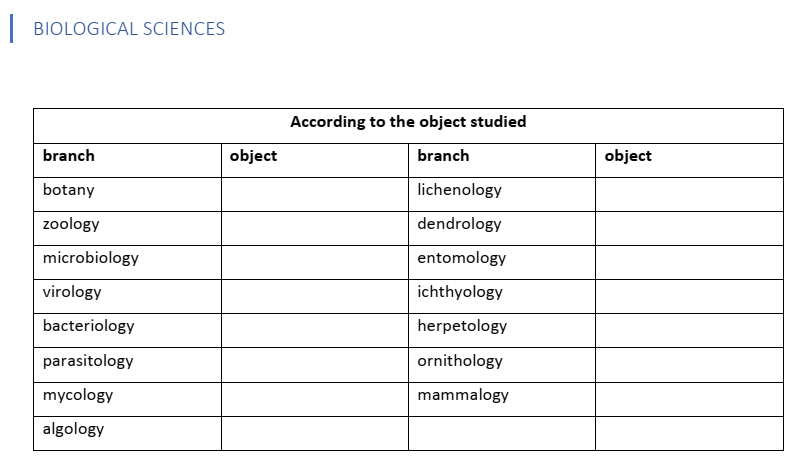 BIOLOGICAL SCIENCES
According to the object studied
branch object branch object
botany lichenology
zoology dendrology
microbiology entomology
virology ichthyology
bacteriology herpetology
parasitology ornithology
mycology mammalogy
algology